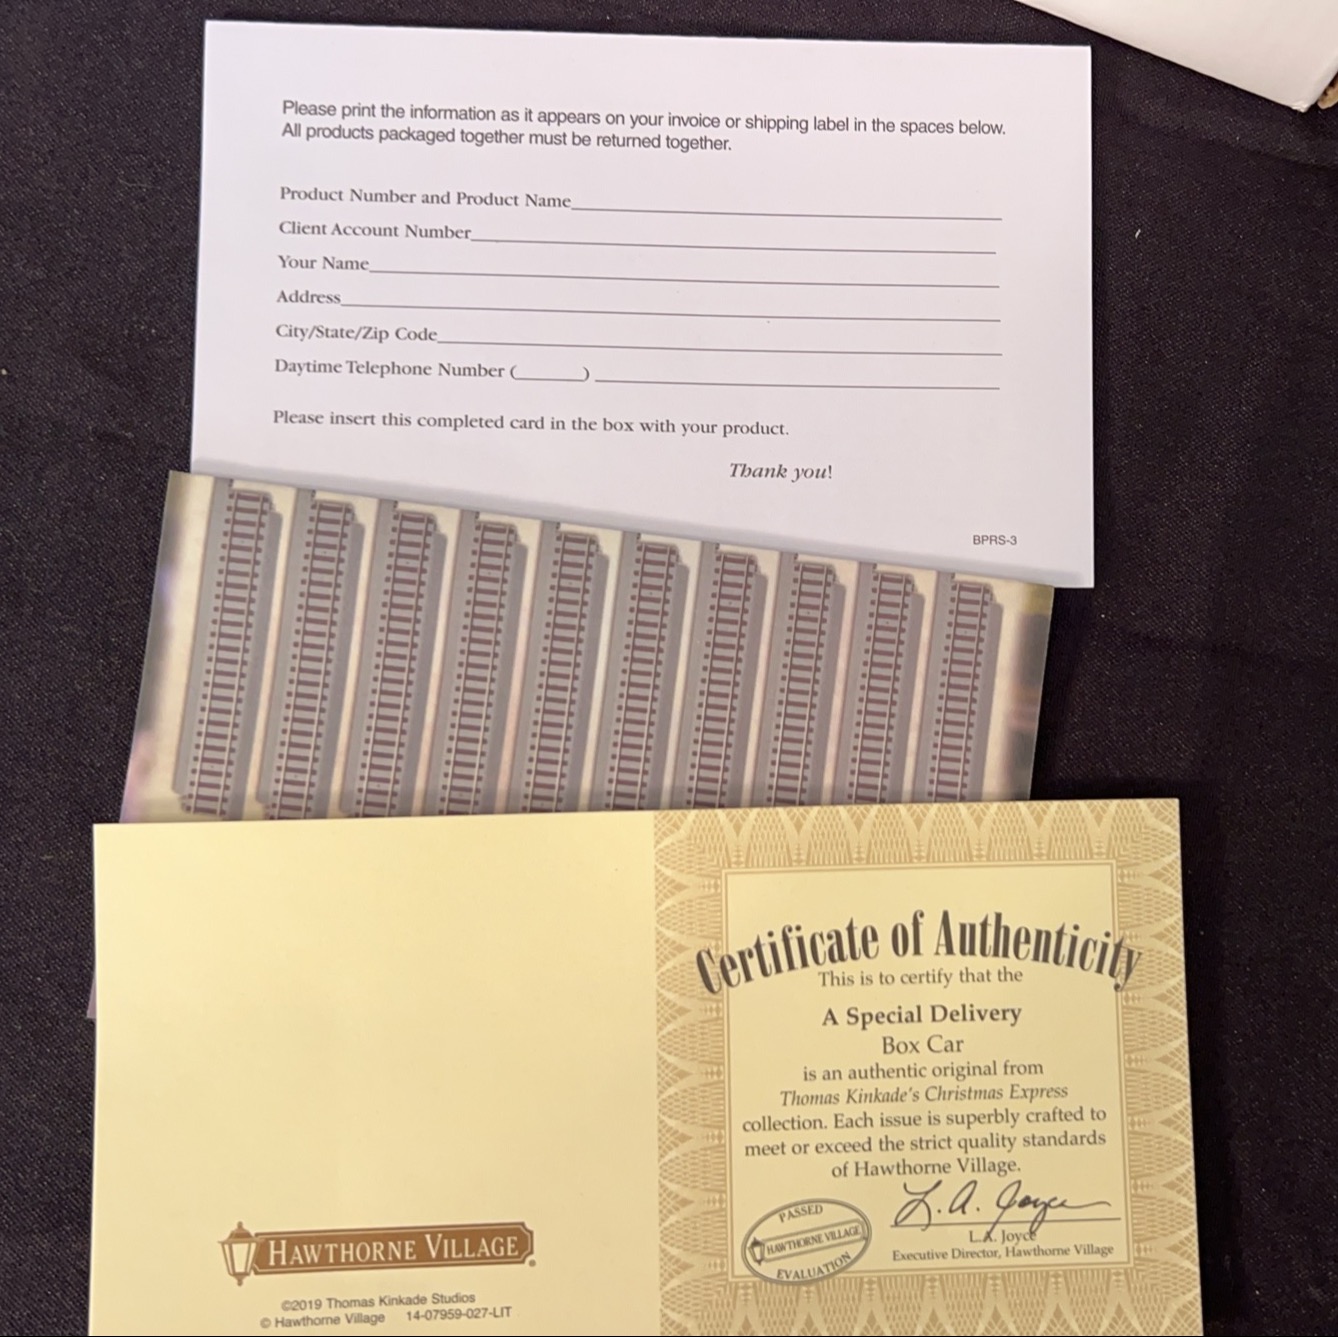 Please print the information as it appears on your invoice or shipping label in the spaces below.
All products packaged together must be returned together.
Product Number and Product Name
Client Account Number
Your Name
Address
City/State/Zip Code
Daytime Telephone Number (      )
Please insert this completed card in the box with your product.
Thank you!
BPRS-3
HAWTHORNE VILLAGE
©2019 Thomas Kinkade Studios
© Hawthorne Village 14-07959-027-LIT
Certificate of Authenticity
This is to certify that the
A Special Delivery
Box Car
is an authentic original from
Thomas Kinkade's Christmas Express
collection. Each issue is superbly crafted to
meet or exceed the strict quality standards
of Hawthorne Village.
PASSED
HAWTHORNE VILLAGE
EVALUATION
L. A. Joyce
L.A. Joyce
Executive Director, Hawthorne Village